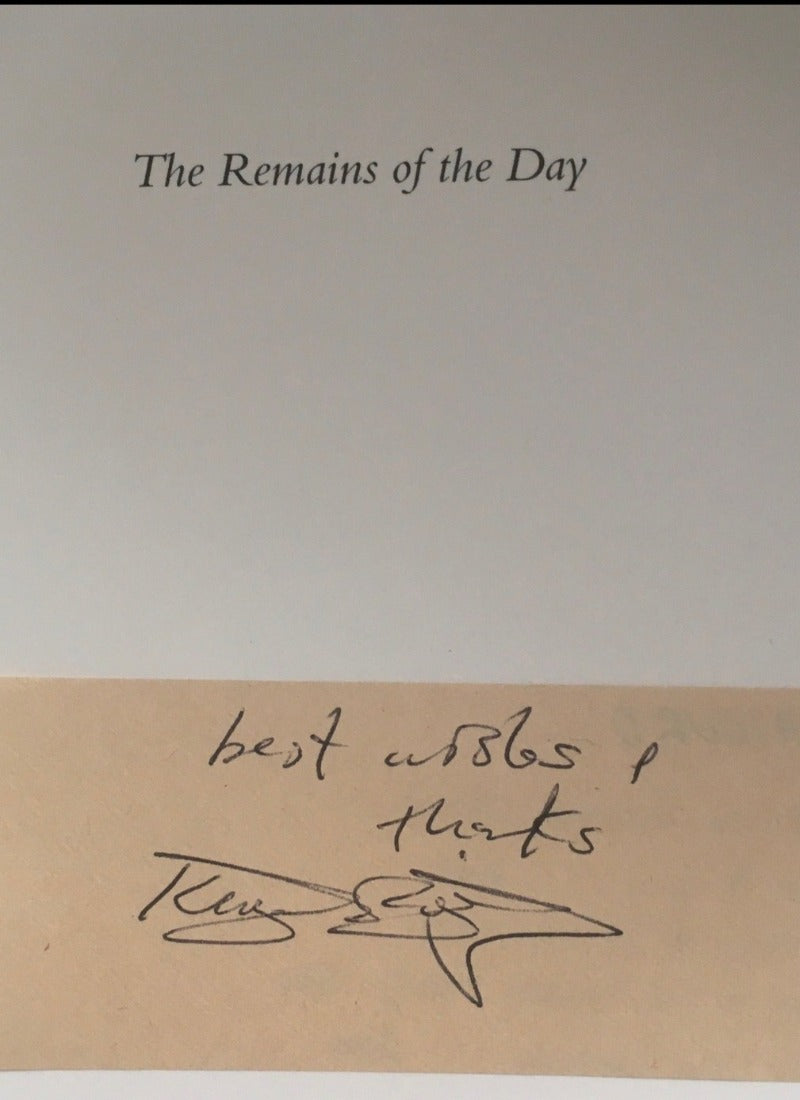 The Remains of the Day
best wishes &
thanks